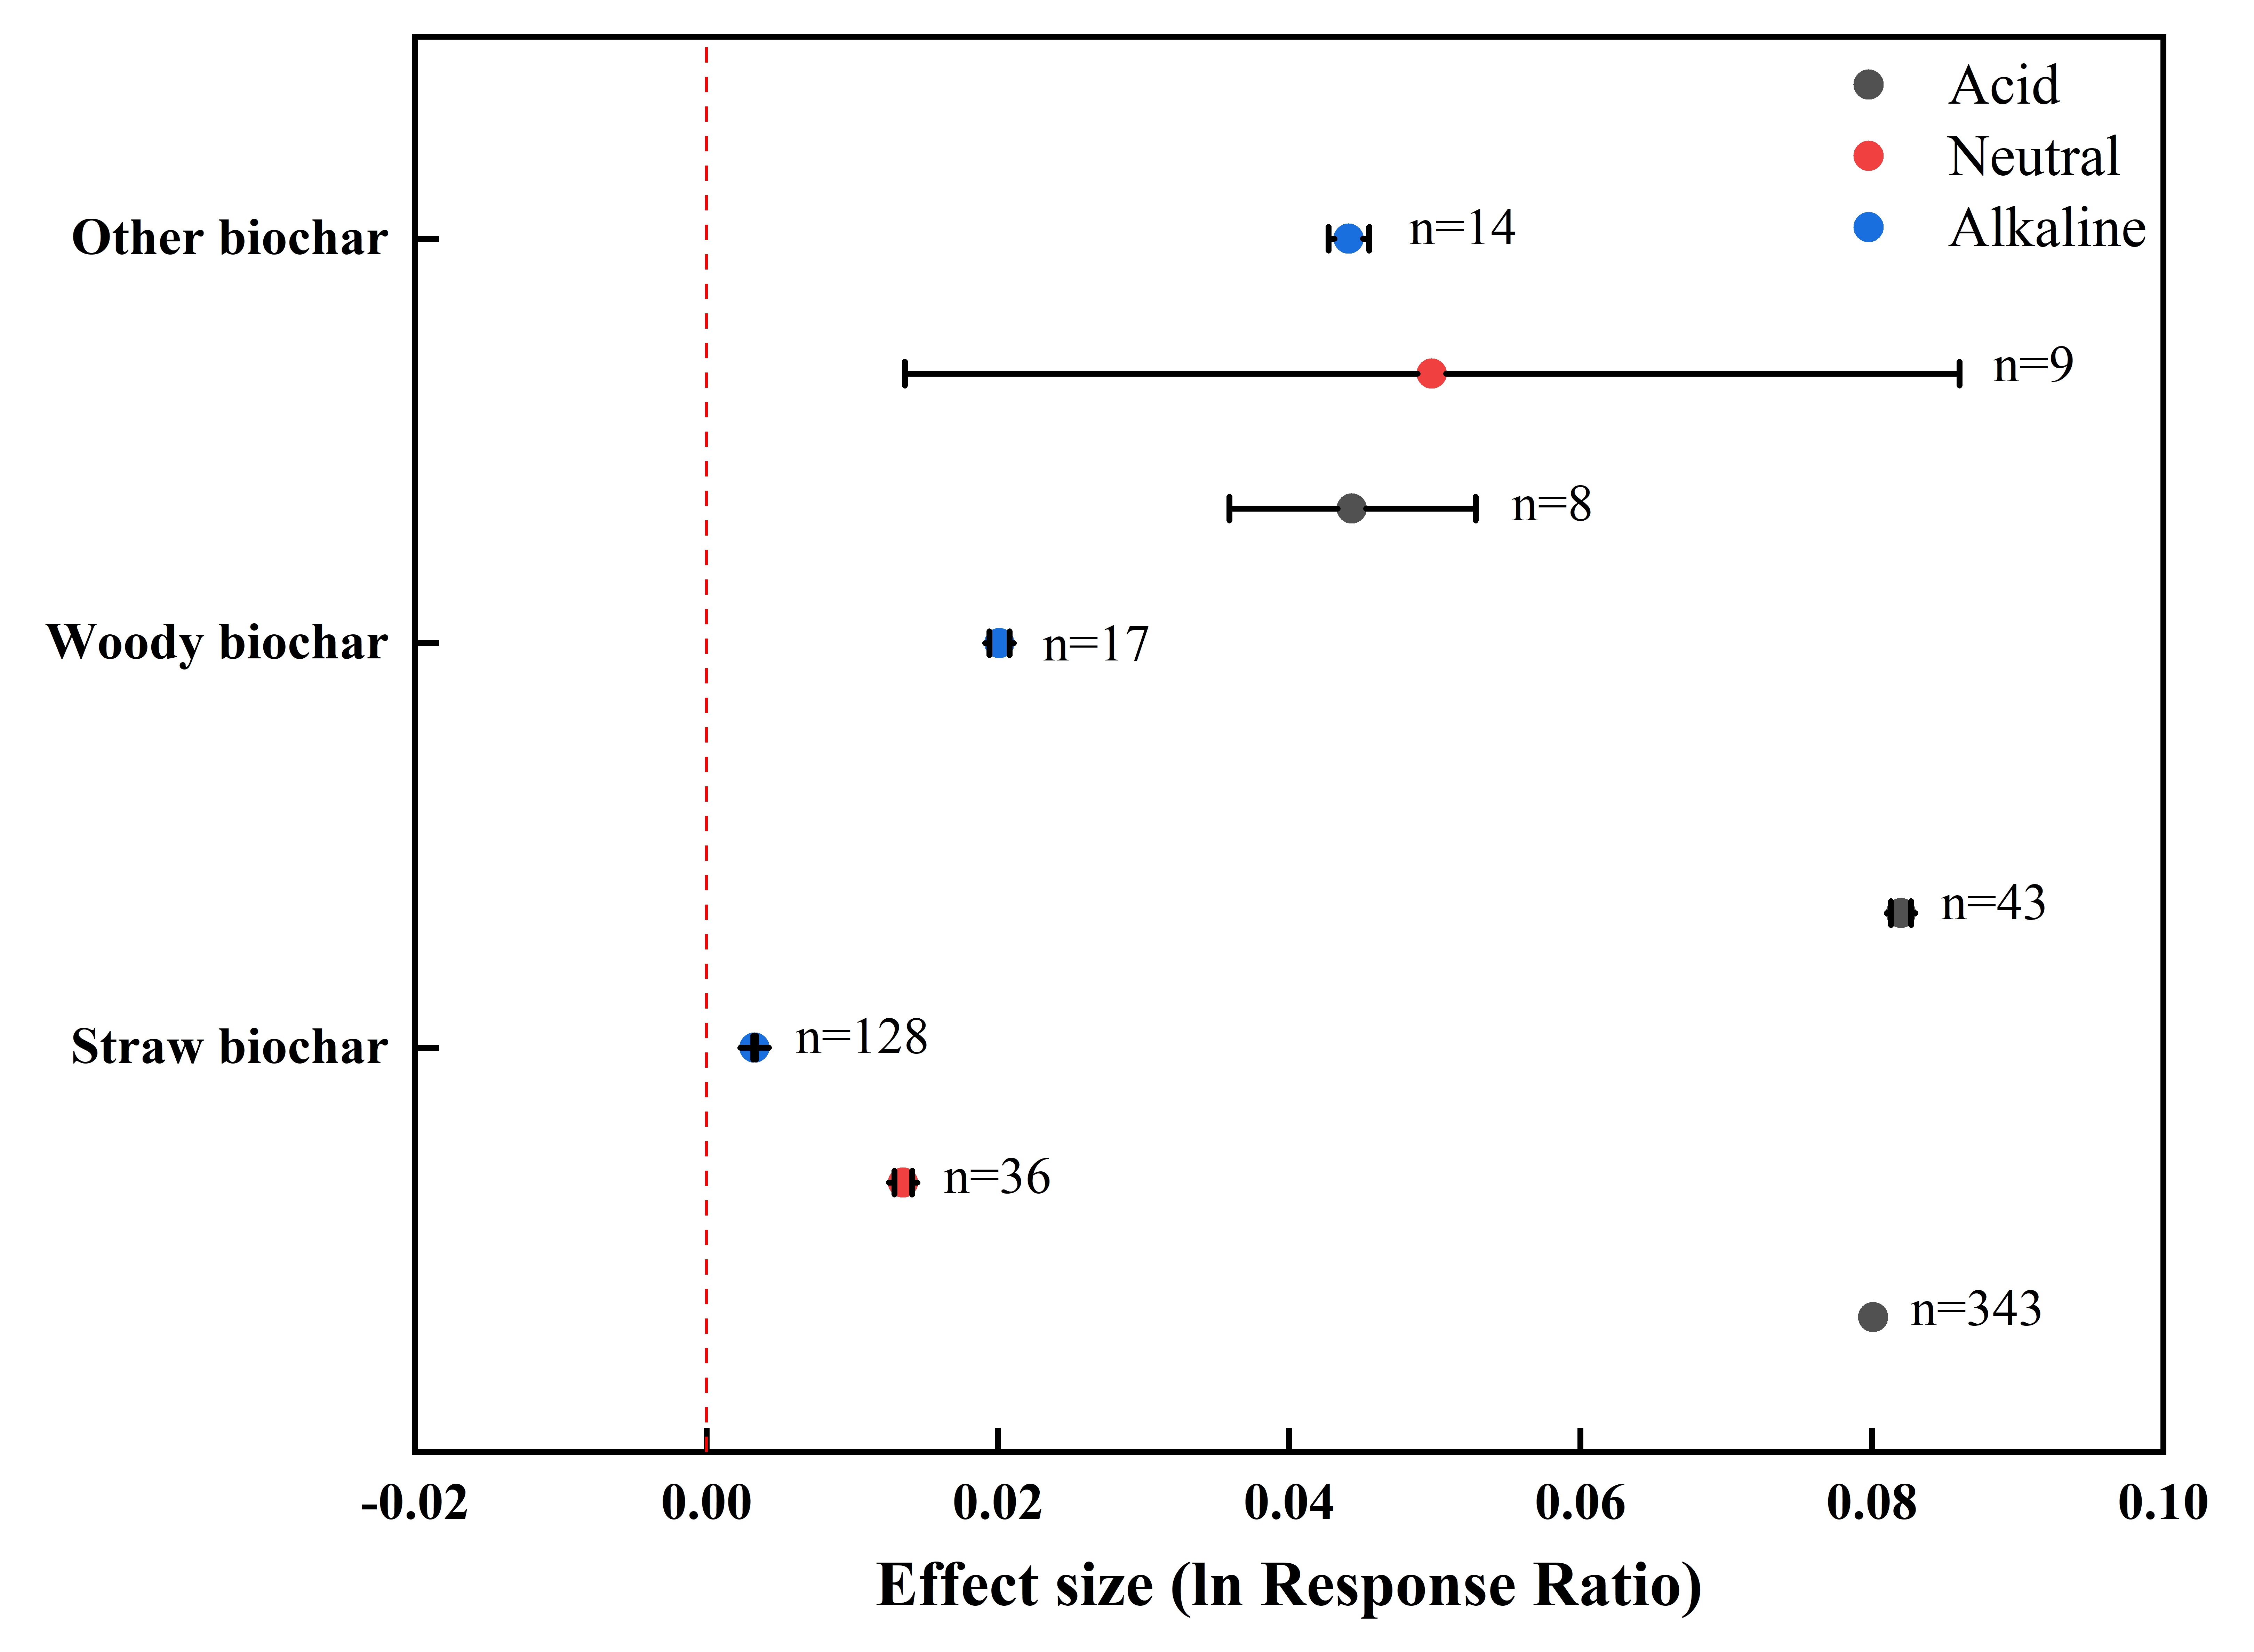 Acid
Neutral
Alkaline
Other biochar
n=14
n=9
n=8
Woody biochar
n=17
n=43
Straw biochar
n=128
n=36
n=343
-0.02 0.00 0.02 0.04 0.06 0.08 0.10
Effect size (ln Response Ratio)